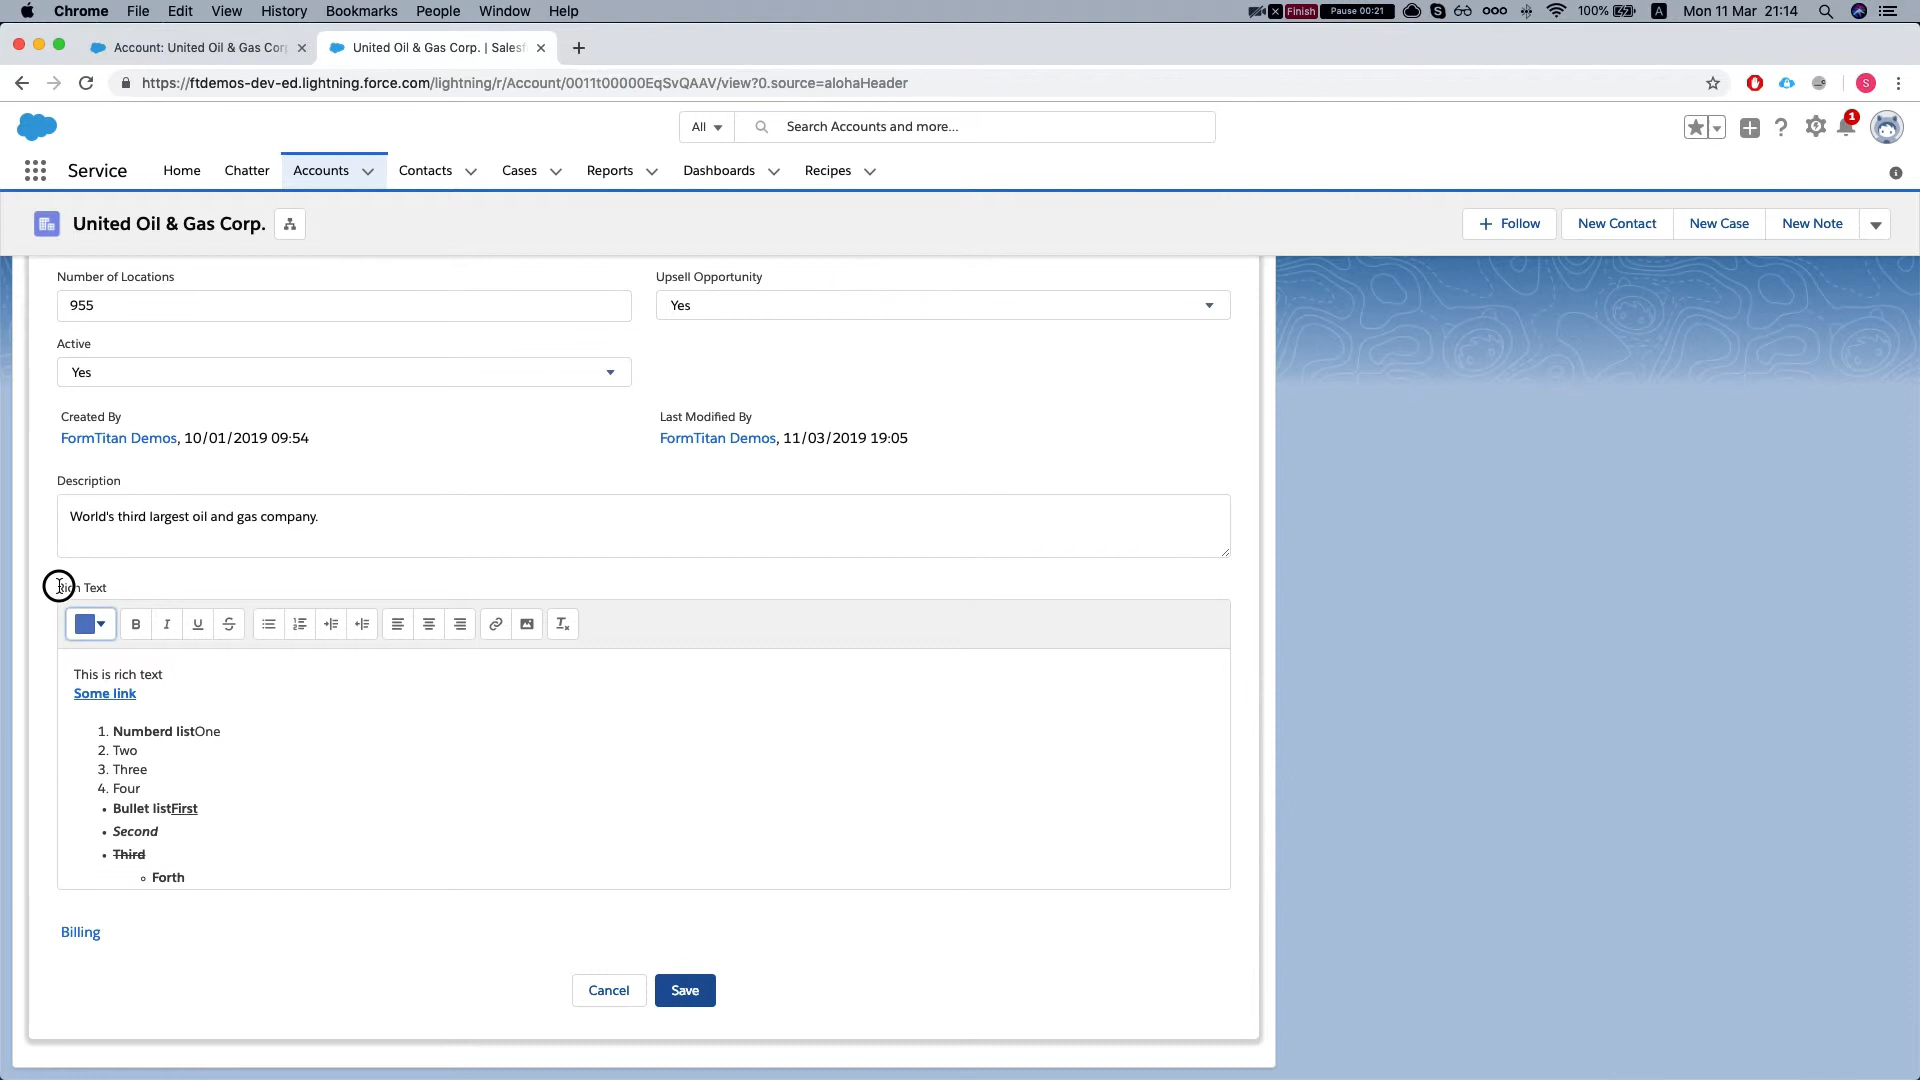 Chrome File Edit View History Bookmarks People Window Help Finish Pause 00:21 100% A Mon 11 Mar 21:14
Account: United Oil & Gas Cor United Oil & Gas Corp. | Salesf
https://ftdemos-dev-ed.lightning.force.com/lightning/r/Account/0011t00000EqSvQAAV/view?0.source=alohaHeader S
All Search Accounts and more... 1
Service Home Chatter Accounts Contacts Cases Reports Dashboards Recipes
United Oil & Gas Corp. Follow New Contact New Case New Note
Number of Locations Upsell Opportunity
955 Yes
Active
Yes
Created By Last Modified By
FormTitan Demos, 10/01/2019 09:54 FormTitan Demos, 11/03/2019 19:05
Description
World's third largest oil and gas company.
Rich Text
B I U S
This is rich text
Some link
1. Numberd listOne
2. Two
3. Three
4. Four
• Bullet listFirst
• Second
• Third
◦ Forth
Billing
Cancel Save